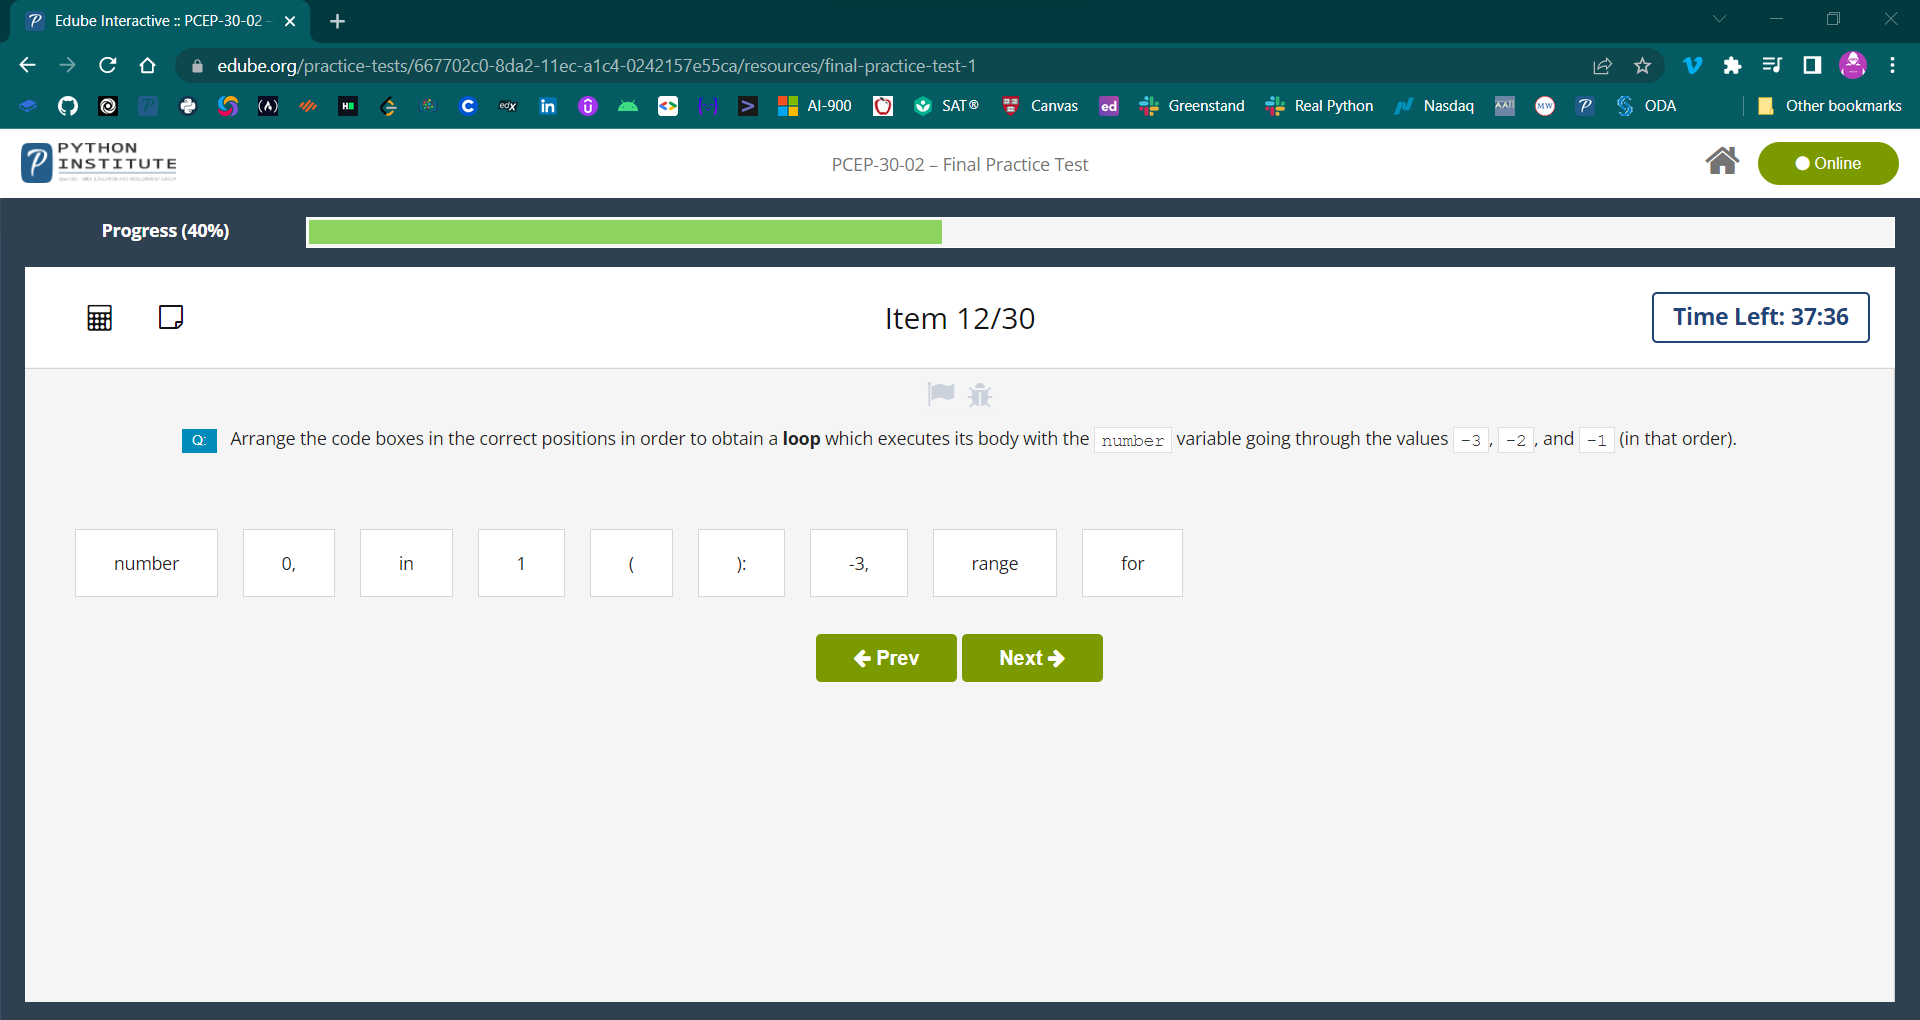 Edube Interactive :: PCEP-30-02 -
edube.org/practice-tests/667702c0-8da2-11ec-a1c4-0242157e55ca/resources/final-practice-test-1
AI-900 SAT® Canvas ed Greenstand Real Python Nasdaq AATI MW ODA Other bookmarks
PYTHON
INSTITUTE
PCEP-30-02 – Final Practice Test
Online
Progress (40%)
Item 12/30
Time Left: 37:36
Q: Arrange the code boxes in the correct positions in order to obtain a loop which executes its body with the number variable going through the values -3 , -2 , and -1 (in that order).
number 0, in 1 ( ): -3, range for
Prev Next